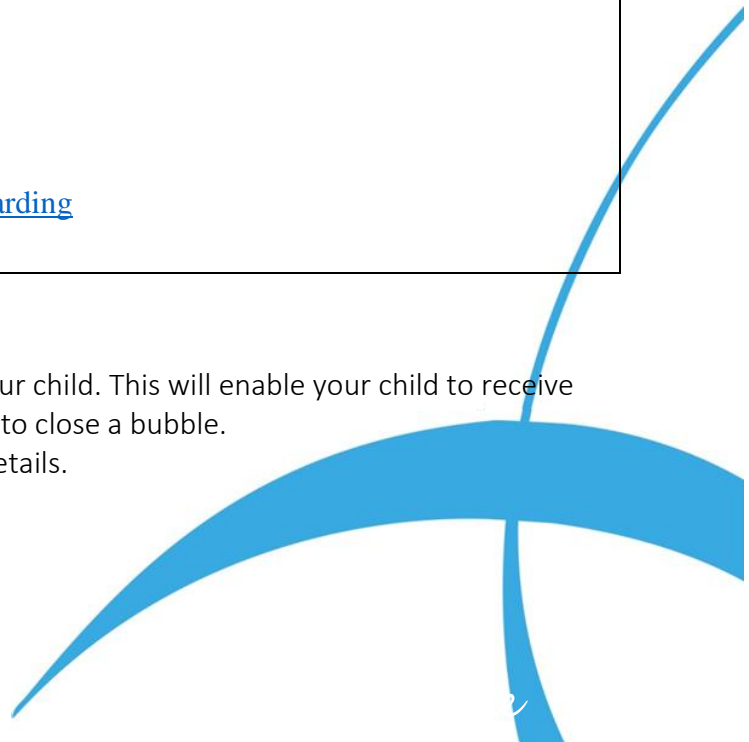 arding
ur child. This will enable your child to receive
to close a bubble.
etails.